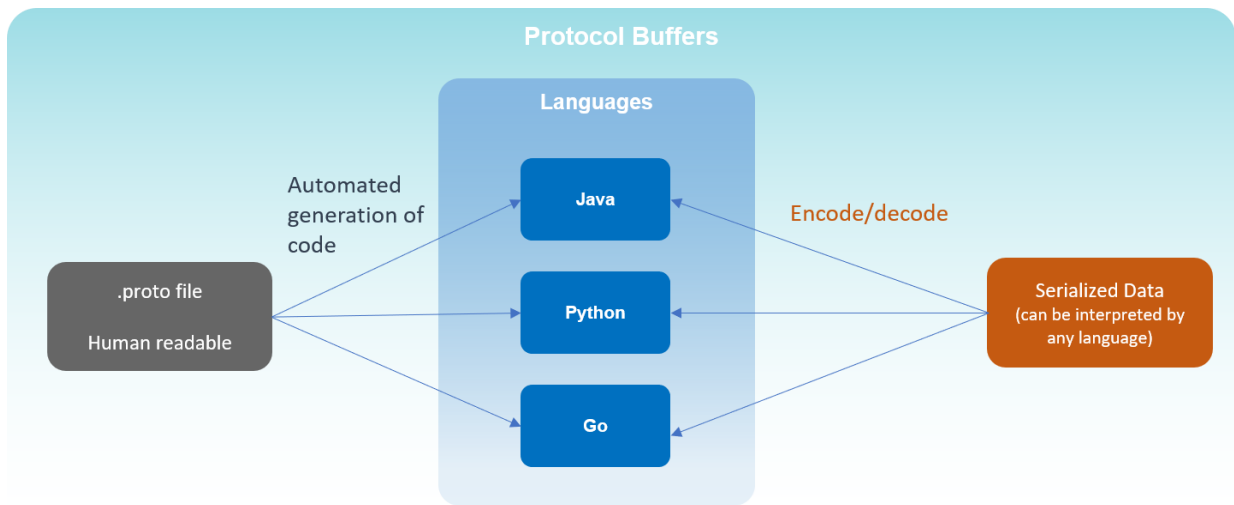 Protocol Buffers
Languages
Automated
generation of
code
Java
Encode/decode
.proto file
Human readable
Python
Serialized Data
(can be interpreted by
any language)
Go